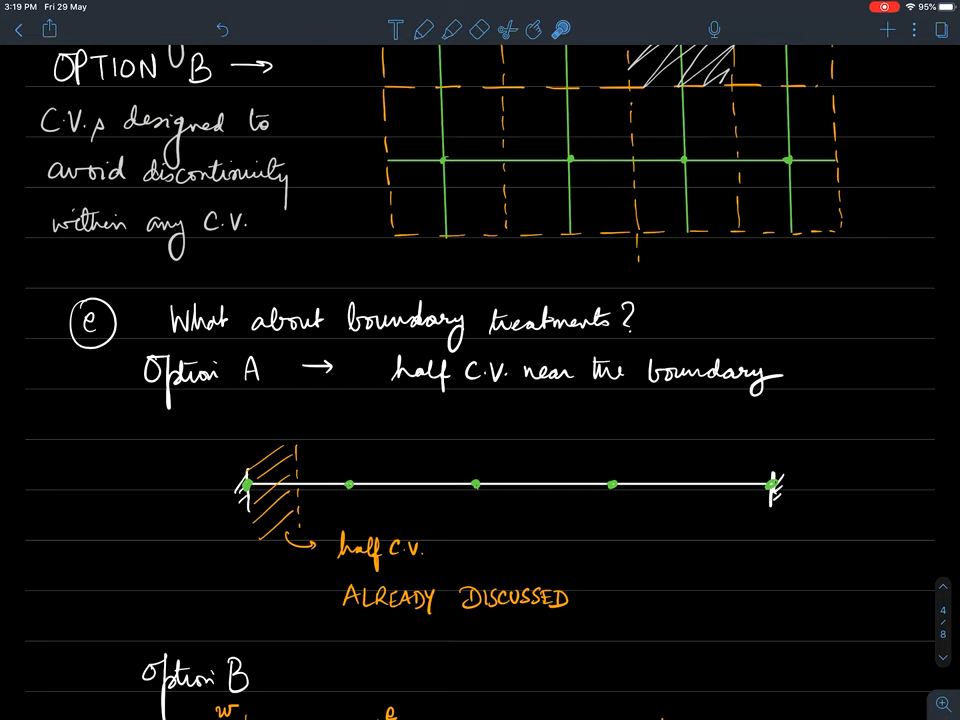 3:19 PM Fri 29 May
95%
OPTION B →
C.V.s designed to
avoid discontinuity
within any C.V.
e What about boundary treatments?
Option A → half C.V. near the boundary
half C.V.
ALREADY DISCUSSED
4
/
8
Option B
w
e